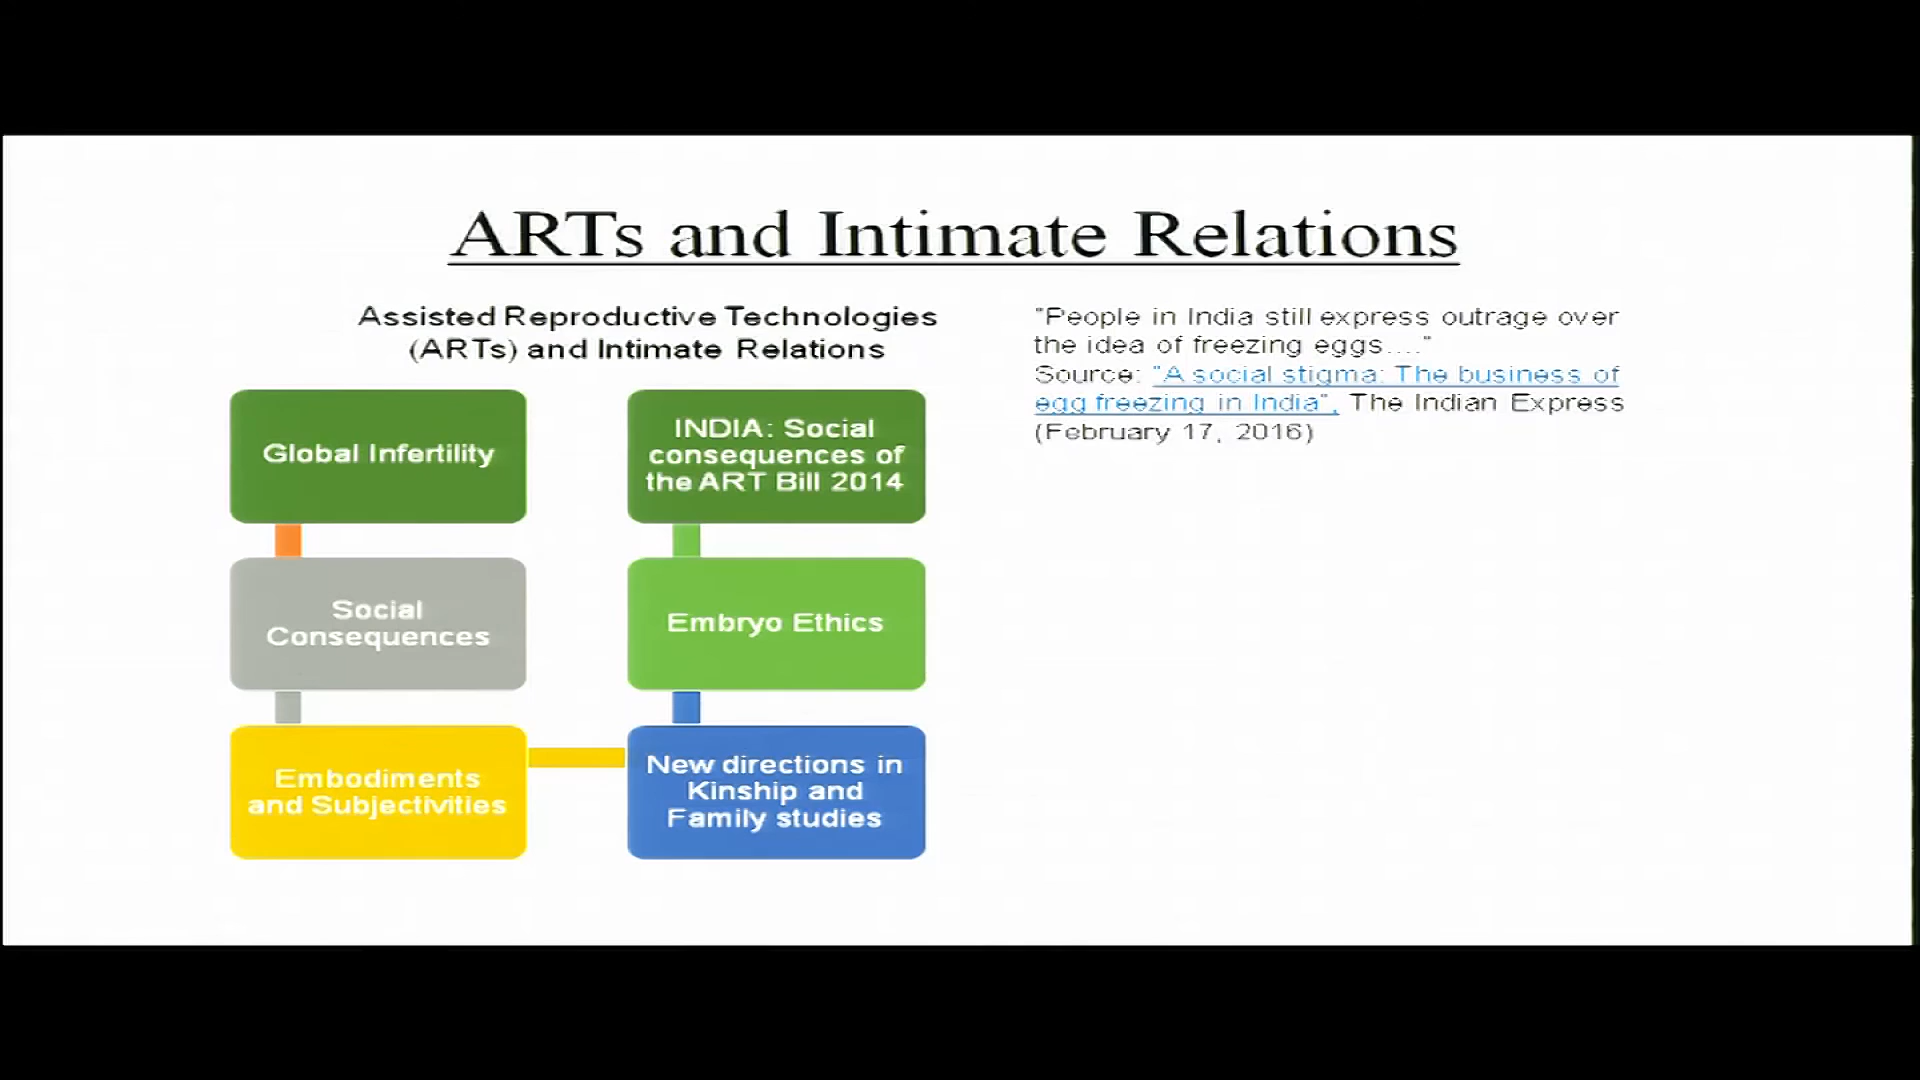 ARTs and Intimate Relations
Assisted Reproductive Technologies
(ARTs) and Intimate Relations
Global Infertility
Social
Consequences
Embodiments
and Subjectivities
New directions in
Kinship and
Family studies
Embryo Ethics
INDIA: Social
consequences of
the ART Bill 2014
"People in India still express outrage over
the idea of freezing eggs...."
Source: "A social stigma: The business of
egg freezing in India", The Indian Express
(February 17, 2016)